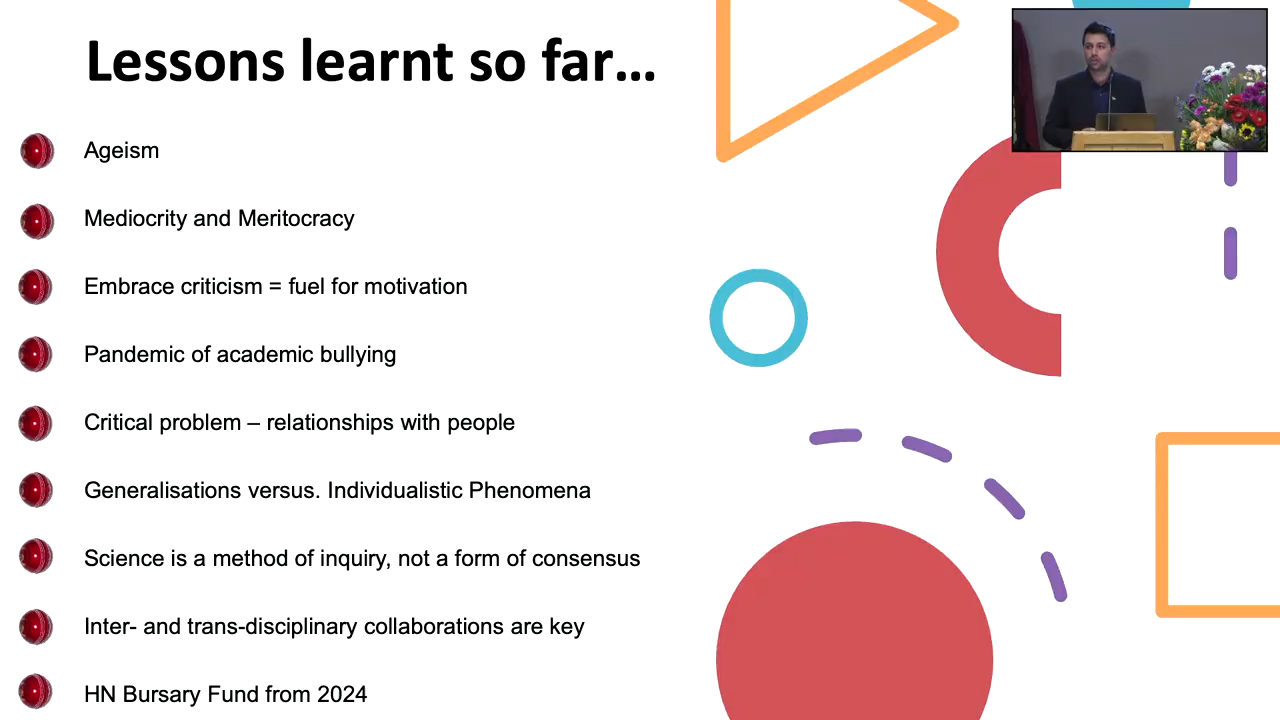 Lessons learnt so far...
Ageism
Mediocrity and Meritocracy
Embrace criticism = fuel for motivation
Pandemic of academic bullying
Critical problem – relationships with people
Generalisations versus. Individualistic Phenomena
Science is a method of inquiry, not a form of consensus
Inter- and trans-disciplinary collaborations are key
HN Bursary Fund from 2024